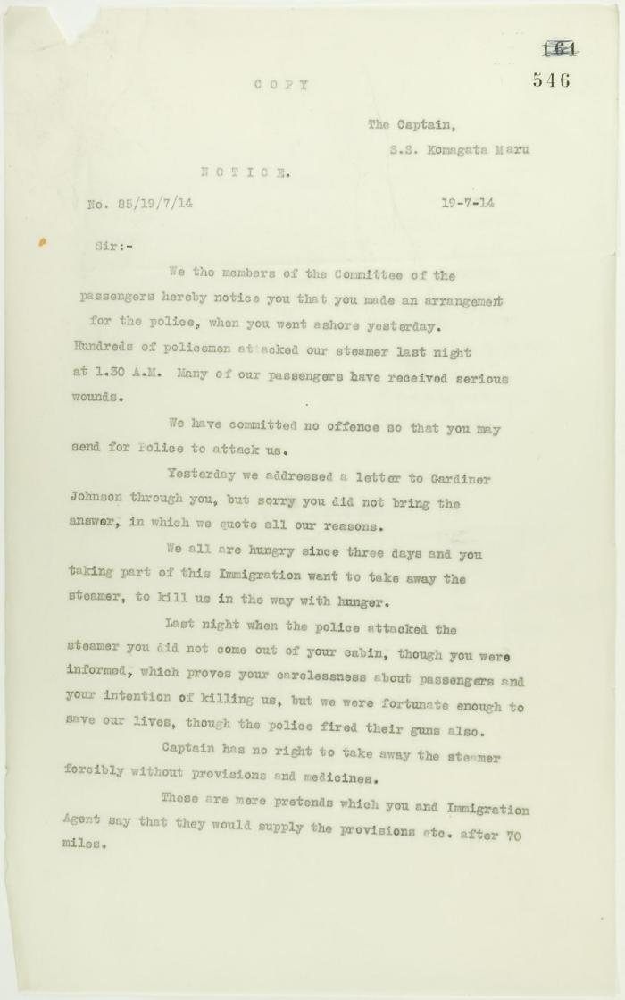 161
546
COPY
The Captain,
S.S. Komagata Maru
NOTICE.
No. 85/19/7/14 19-7-14
Sir:-
We the members of the Committee of the
passengers hereby notice you that you made an arrangement
for the police, when you went ashore yesterday.
Hundreds of policemen attacked our steamer last night
at 1.30 A.M. Many of our passengers have received serious
wounds.
We have committed no offence so that you may
send for Police to attack us.
Yesterday we addressed a letter to Gardiner
Johnson through you, but sorry you did not bring the
answer, in which we quote all our reasons.
We all are hungry since three days and you
taking part of this Immigration want to take away the
steamer, to kill us in the way with hunger.
Last night when the police attacked the
steamer you did not come out of your cabin, though you were
informed, which proves your carelessness about passengers and
your intention of killing us, but we were fortunate enough to
save our lives, though the police fired their guns also.
Captain has no right to take away the steamer
forcibly without provisions and medicines.
These are mere pretends which you and Immigration
Agent say that they would supply the provisions etc. after 70
miles.